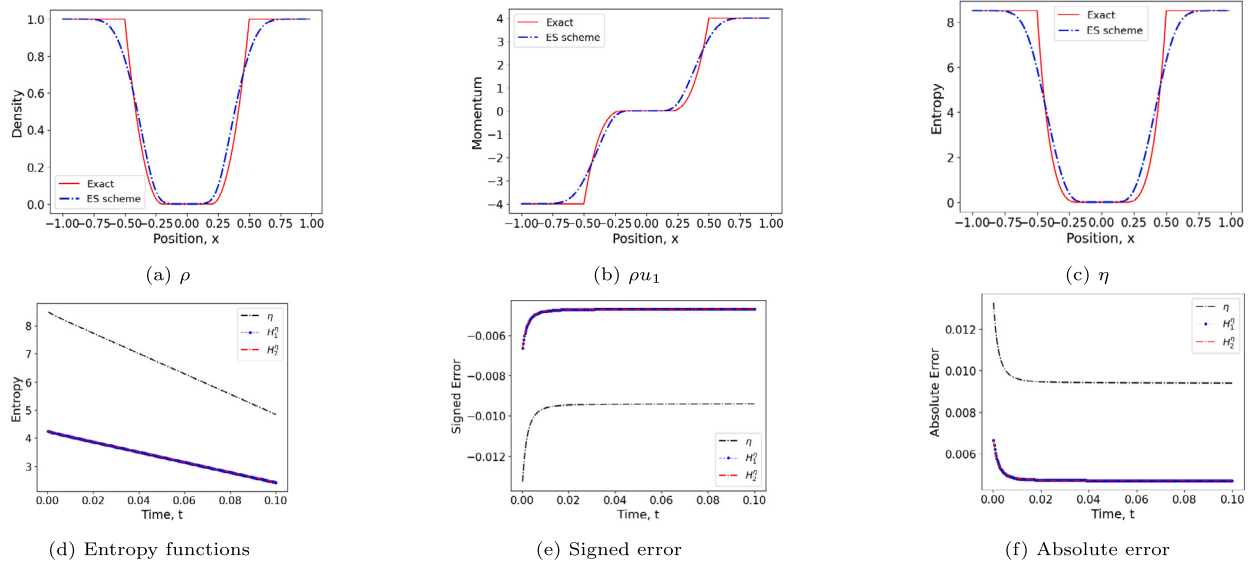 1.0
0.8
0.6
0.4
0.2
0.0
Density
Exact
ES scheme
−1.00−0.75−0.50−0.25 0.00 0.25 0.50 0.75 1.00
Position, x
(a) ρ
4
3
2
1
0
−1
−2
−3
−4
Momentum
Exact
ES scheme
−1.00−0.75−0.50−0.25 0.00 0.25 0.50 0.75 1.00
Position, x
(b) ρu₁
8
6
4
2
0
Entropy
Exact
ES scheme
−1.00−0.75−0.50−0.25 0.00 0.25 0.50 0.75 1.00
Position, x
(c) η
8
7
6
5
4
3
Entropy
η
H₁^η
H₂^η
0.00 0.02 0.04 0.06 0.08 0.10
Time, t
(d) Entropy functions
−0.006
−0.008
−0.010
−0.012
Signed Error
η
H₁^η
H₂^η
0.00 0.02 0.04 0.06 0.08 0.10
Time, t
(e) Signed error
0.012
0.010
0.008
0.006
Absolute Error
η
H₁^η
H₂^η
0.00 0.02 0.04 0.06 0.08 0.10
Time, t
(f) Absolute error